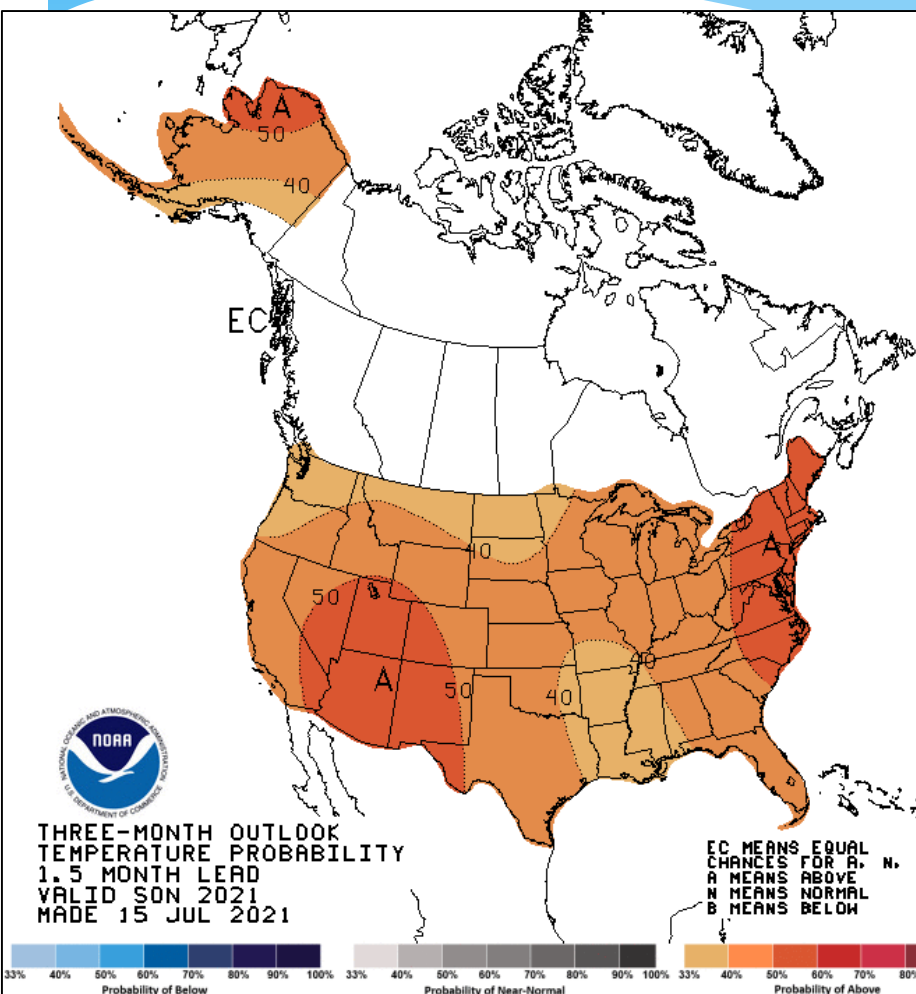 A
50
40
EC
40
50
A
50
40
40
A
NATIONAL OCEANIC AND ATMOSPHERIC ADMINISTRATION
NOAA
U.S. DEPARTMENT OF COMMERCE
THREE-MONTH OUTLOOK
TEMPERATURE PROBABILITY
1.5 MONTH LEAD
VALID SON 2021
MADE 15 JUL 2021
EC MEANS EQUAL
CHANCES FOR A, N,
A MEANS ABOVE
N MEANS NORMAL
B MEANS BELOW
33% 40% 50% 60% 70% 80% 90% 100%
Probability of Below
33% 40% 50% 60% 70% 80% 90% 100%
Probability of Near-Normal
33% 40% 50% 60% 70% 80%
Probability of Above